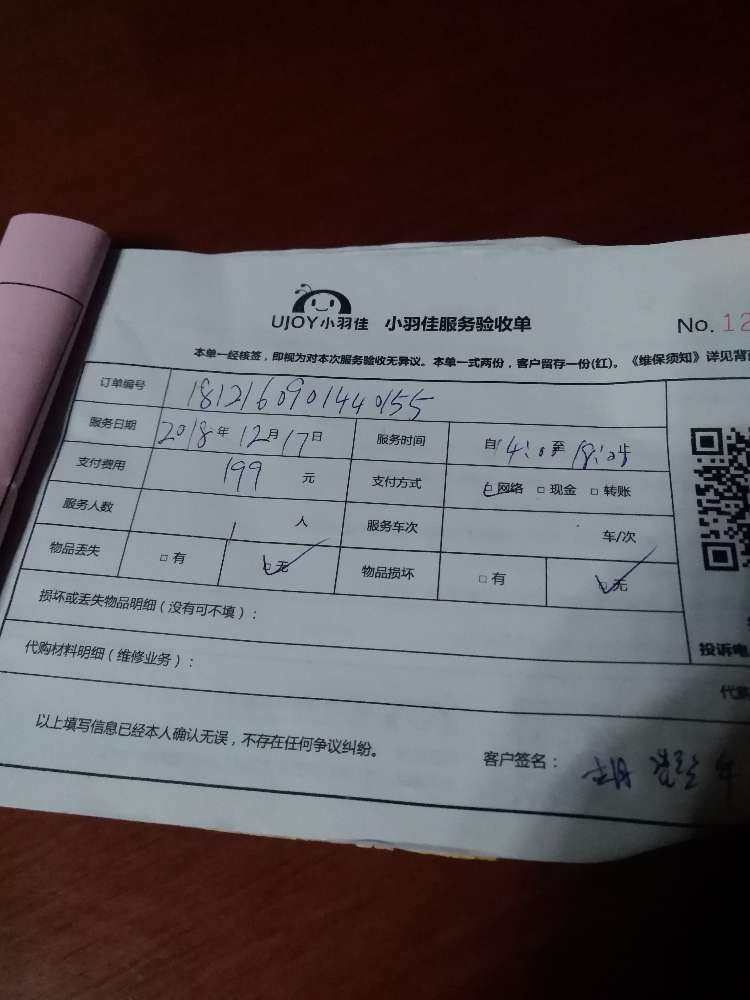 UJOY小羽佳 小羽佳服务验收单 No. 12
本单一经核签，即视为对本次服务验收无异议。本单一式两份，客户留存一份(红)。《维保须知》详见背
订单编号 1812160901440155
服务日期 2018年 12月 17日 服务时间 自 14:0 至 18:0
支付费用 199 元 支付方式 □网络 □现金 □转账
服务人数 1 人 服务车次 车/次
物品丢失 □有 □无 物品损坏 □有 □无
损坏或丢失物品明细（没有可不填）:
投诉电
代购材料明细（维修业务）:
代
以上填写信息已经本人确认无误，不存在任何争议纠纷。 客户签名: